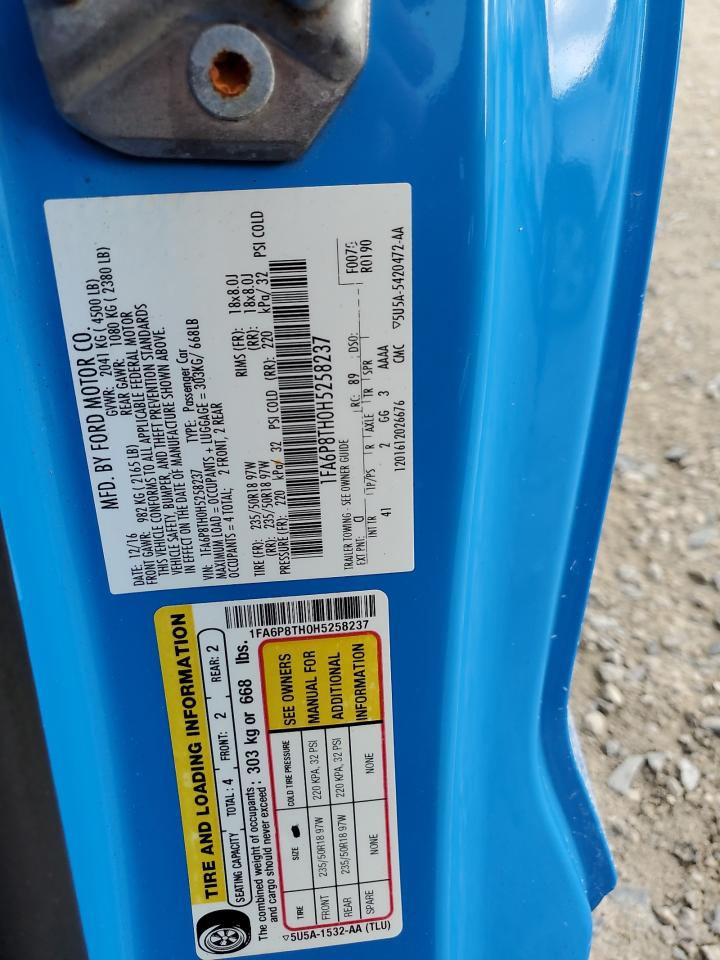 MFD. BY FORD MOTOR CO.
DATE: 12/16 GVWR: 2041 KG ( 4500 LB)
FRONT GAWR: 982 KG ( 2165 LB) REAR GAWR: 1080 KG ( 2380 LB)
THIS VEHICLE CONFORMS TO ALL APPLICABLE FEDERAL MOTOR
VEHICLE SAFETY, BUMPER, AND THEFT PREVENTION STANDARDS
IN EFFECT ON THE DATE OF MANUFACTURE SHOWN ABOVE.
VIN: 1FA6P8TH0H5258237 TYPE: Passenger Car
MAXIMUM LOAD = OCCUPANTS + LUGGAGE = 303KG/ 668LB
OCCUPANTS = 4 TOTAL: 2 FRONT, 2 REAR
TIRE (FR): 235/50R18 97W RIMS (FR): 18x8.0J
(RR): 235/50R18 97W (RR): 18x8.0J
PRESSURE (FR): 220 kPa/ 32 PSI COLD (RR): 220 kPa/ 32 PSI COLD
1FA6P8TH0H5258237
TRAILER TOWING - SEE OWNER GUIDE F0075
EXT PNT: LRC: 89 DSO: R0190
INT TR TP/PS R AXLE TR SPR
41 2 GG 3 AAAA
1201612026676 CMC
▽5U5A-5420472-AA
TIRE AND LOADING INFORMATION
SEATING CAPACITY TOTAL: 4 FRONT: 2 REAR: 2
The combined weight of occupants and cargo should never exceed: 303 kg or 668 lbs.
1FA6P8TH0H5258237
TIRE SIZE COLD TIRE PRESSURE
FRONT 235/50R18 97W 220 KPA, 32 PSI
REAR 235/50R18 97W 220 KPA, 32 PSI
SPARE NONE NONE
SEE OWNERS
MANUAL FOR
ADDITIONAL
INFORMATION
▽5U5A-1532-AA (TLU)